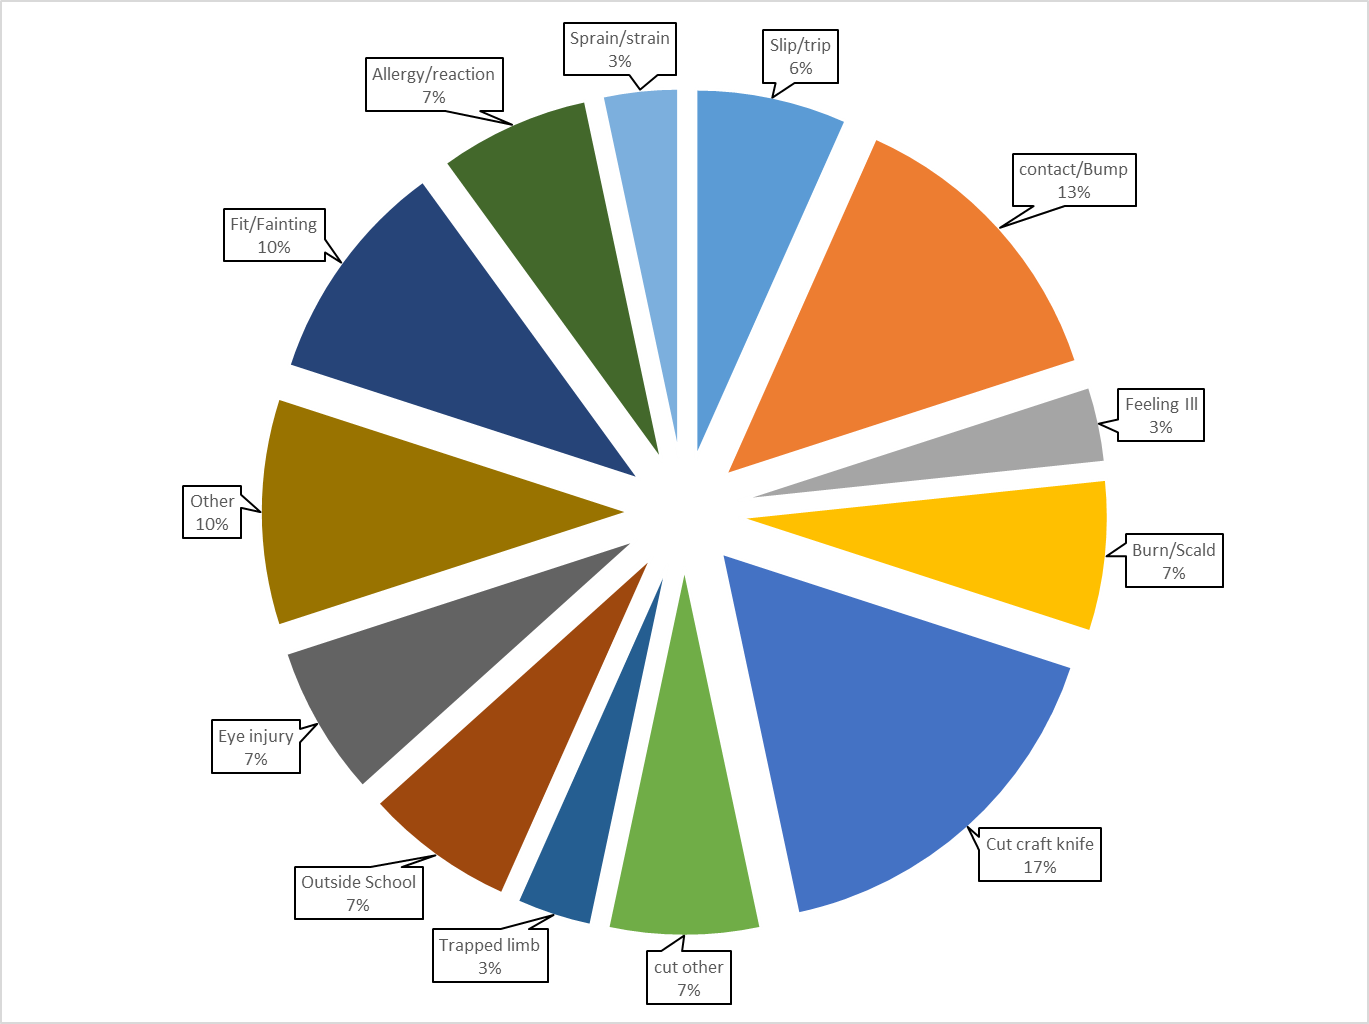 Sprain/strain
3%
Slip/trip
6%
Allergy/reaction
7%
contact/Bump
13%
Fit/Fainting
10%
Feeling Ill
3%
Other
10%
Burn/Scald
7%
Eye injury
7%
Cut craft knife
17%
Outside School
7%
Trapped limb
3%
cut other
7%